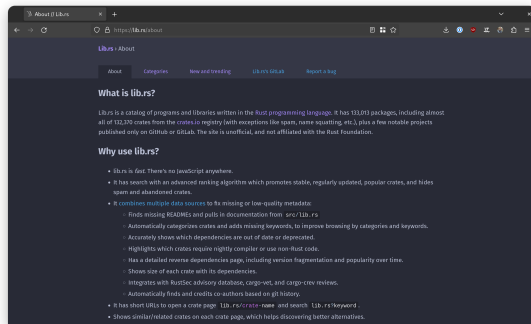 About // Lib.rs
https://lib.rs/about
Lib.rs › About
About Categories New and trending Lib.rs's GitLab Report a bug
What is lib.rs?
Lib.rs is a catalog of programs and libraries written in the Rust programming language. It has 133,013 packages, including almost
all of 132,370 crates from the crates.io registry (with exceptions like spam, name squatting, etc.), plus a few notable projects
published only on GitHub or GitLab. The site is unofficial, and not affiliated with the Rust Foundation.
Why use lib.rs?
• lib.rs is fast. There's no JavaScript anywhere.
• It has search with an advanced ranking algorithm which promotes stable, regularly updated, popular crates, and hides
spam and abandoned crates.
• It combines multiple data sources to fix missing or low-quality metadata:
◦ Finds missing READMEs and pulls in documentation from src/lib.rs
◦ Automatically categorizes crates and adds missing keywords, to improve browsing by categories and keywords.
◦ Accurately shows which dependencies are out of date or deprecated.
◦ Highlights which crates require nightly compiler or use non-Rust code.
◦ Has a detailed reverse dependencies page, including version fragmentation and popularity over time.
◦ Shows size of each crate with its dependencies.
◦ Integrates with RustSec advisory database, cargo-vet, and cargo-crev reviews.
◦ Automatically finds and credits co-authors based on git history.
• It has short URLs to open a crate page lib.rs/crate-name and search lib.rs?keyword.
• Shows similar/related crates on each crate page, which helps discovering better alternatives.